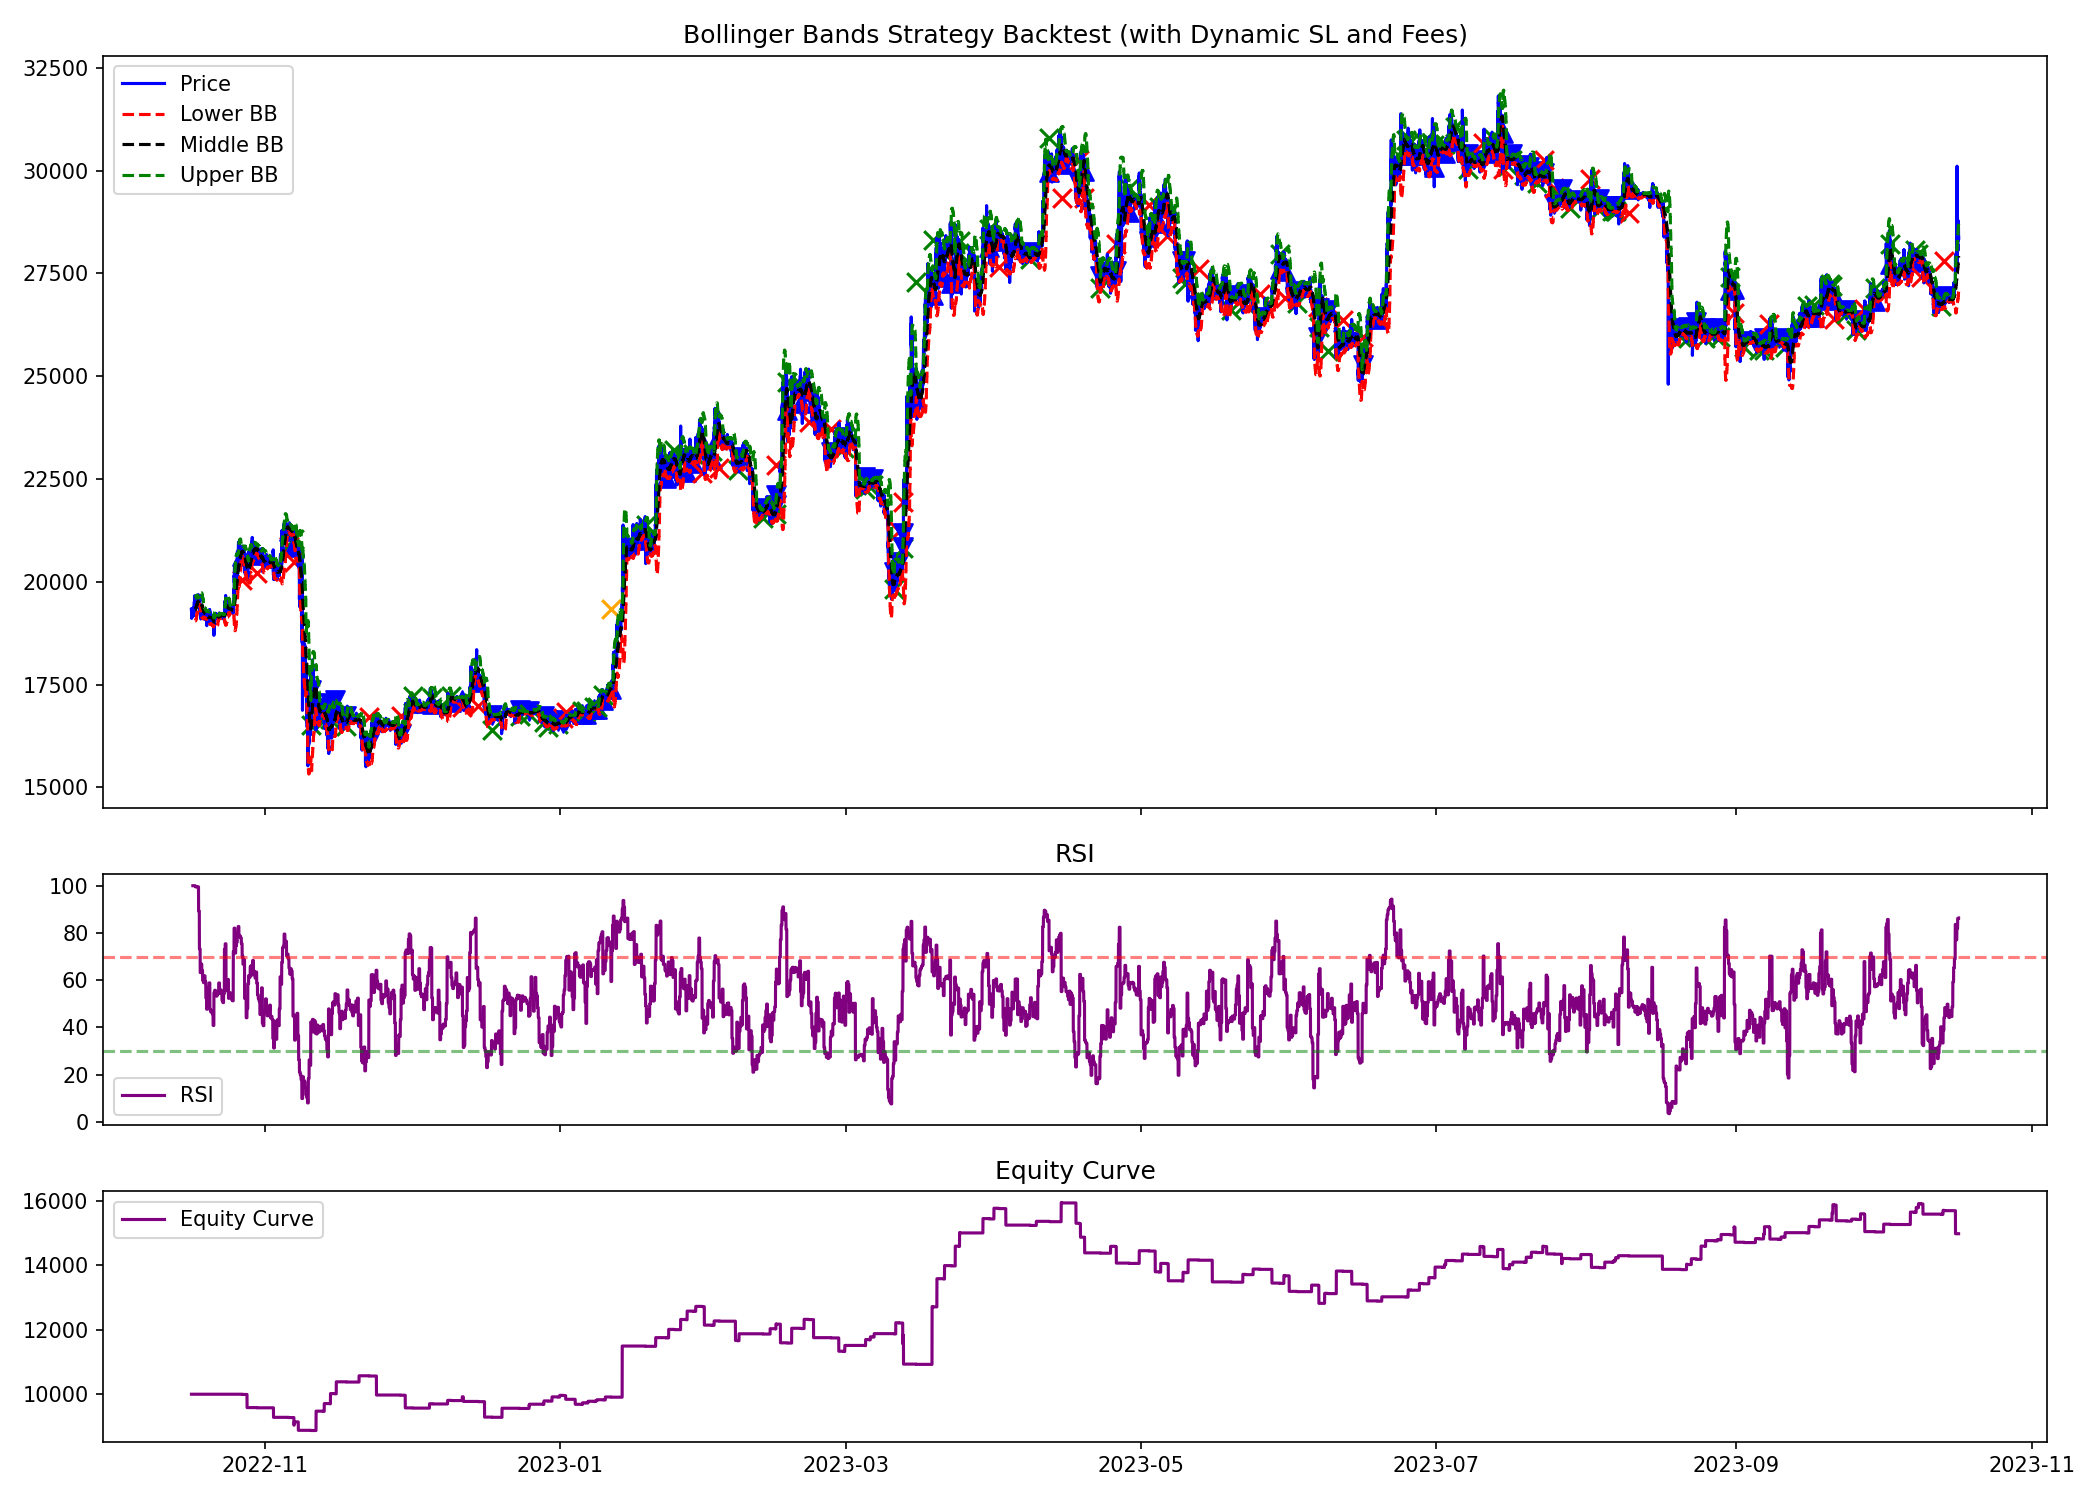 Bollinger Bands Strategy Backtest (with Dynamic SL and Fees)
32500
30000
27500
25000
22500
20000
17500
15000
Price
Lower BB
Middle BB
Upper BB
RSI
100
80
60
40
20
0
RSI
Equity Curve
16000
14000
12000
10000
Equity Curve
2022-11
2023-01
2023-03
2023-05
2023-07
2023-09
2023-11